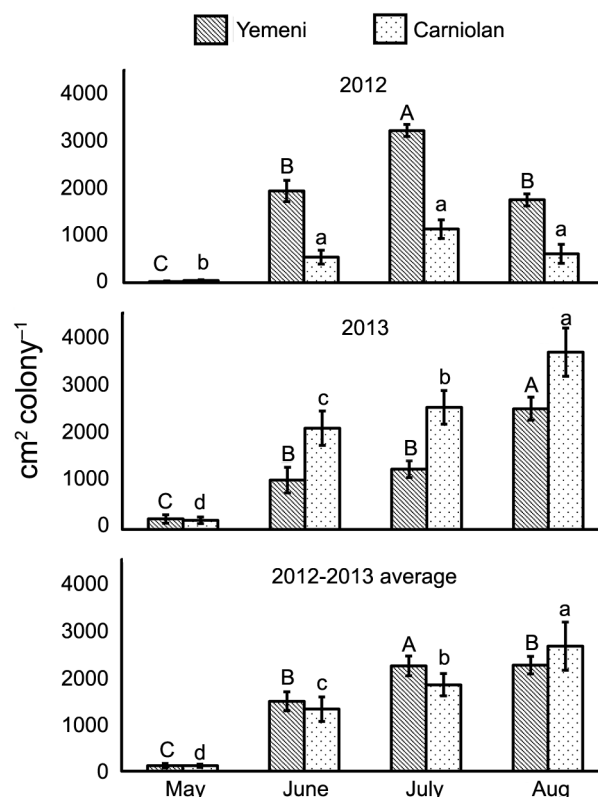 Yemeni Carniolan
2012
4000
3000
2000
1000
0
C b B a A a B a
2013
4000
3000
2000
1000
0
C d B c B b A a
cm² colony⁻¹
2012-2013 average
4000
3000
2000
1000
0
C d B c A b B a
May June July Aug